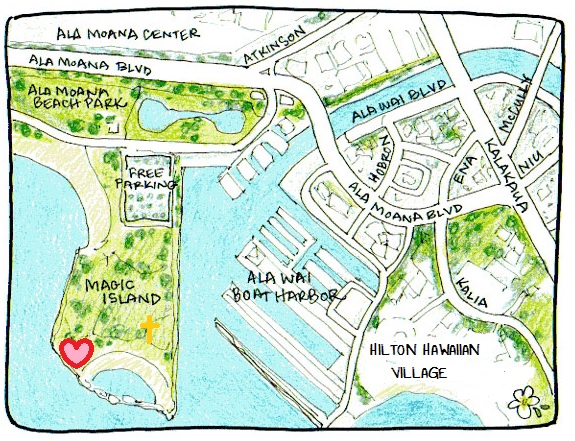 ALA MOANA CENTER
ATKINSON
ALA MOANA BLVD
ALA MOANA
BEACH PARK
ALA WAI BLVD
McCULLY
FREE
PARKING
HOBRON
ENA
KALAKAWA
NIU
ALA MOANA BLVD
MAGIC
ISLAND
ALA WAI
BOAT HARBOR
KALIA
HILTON HAWAIIAN
VILLAGE